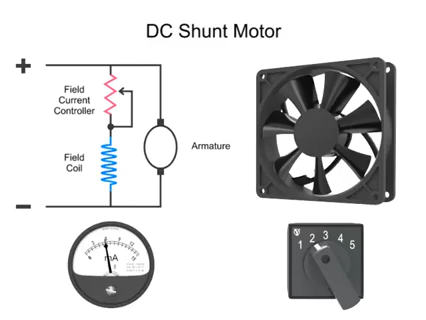 DC Shunt Motor
+
Field
Current
Controller
Field
Coil
Armature
−
mA
1 2 3 4 5